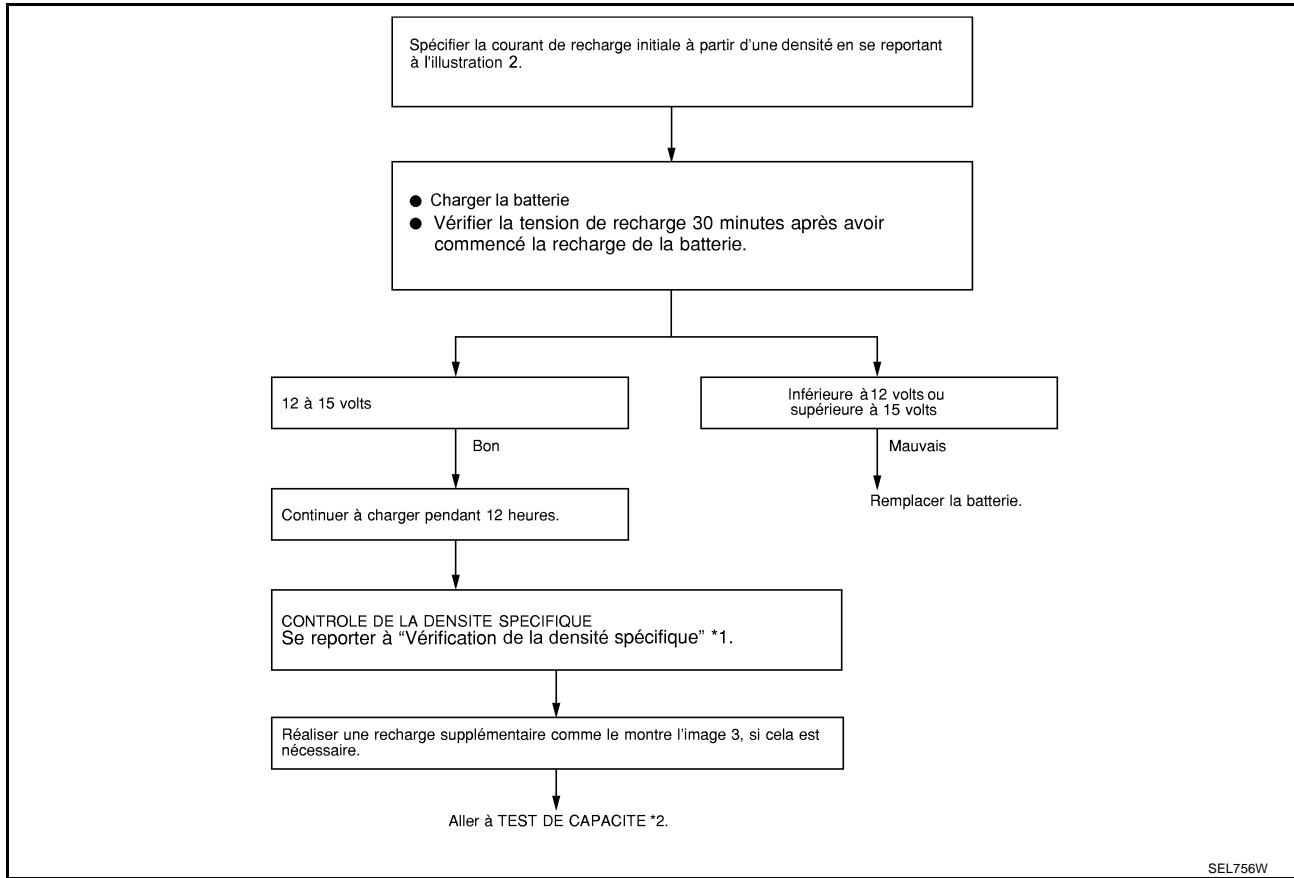 Spécifier la courant de recharge initiale à partir d'une densité en se reportant
à l'illustration 2.
● Charger la batterie
● Vérifier la tension de recharge 30 minutes après avoir
commencé la recharge de la batterie.
12 à 15 volts
Inférieure à 12 volts ou
supérieure à 15 volts
Bon
Mauvais
Continuer à charger pendant 12 heures.
Remplacer la batterie.
CONTROLE DE LA DENSITE SPECIFIQUE
Se reporter à “Vérification de la densité spécifique” *1.
Réaliser une recharge supplémentaire comme le montre l'image 3, si cela est
nécessaire.
Aller à TEST DE CAPACITE *2.
SEL756W